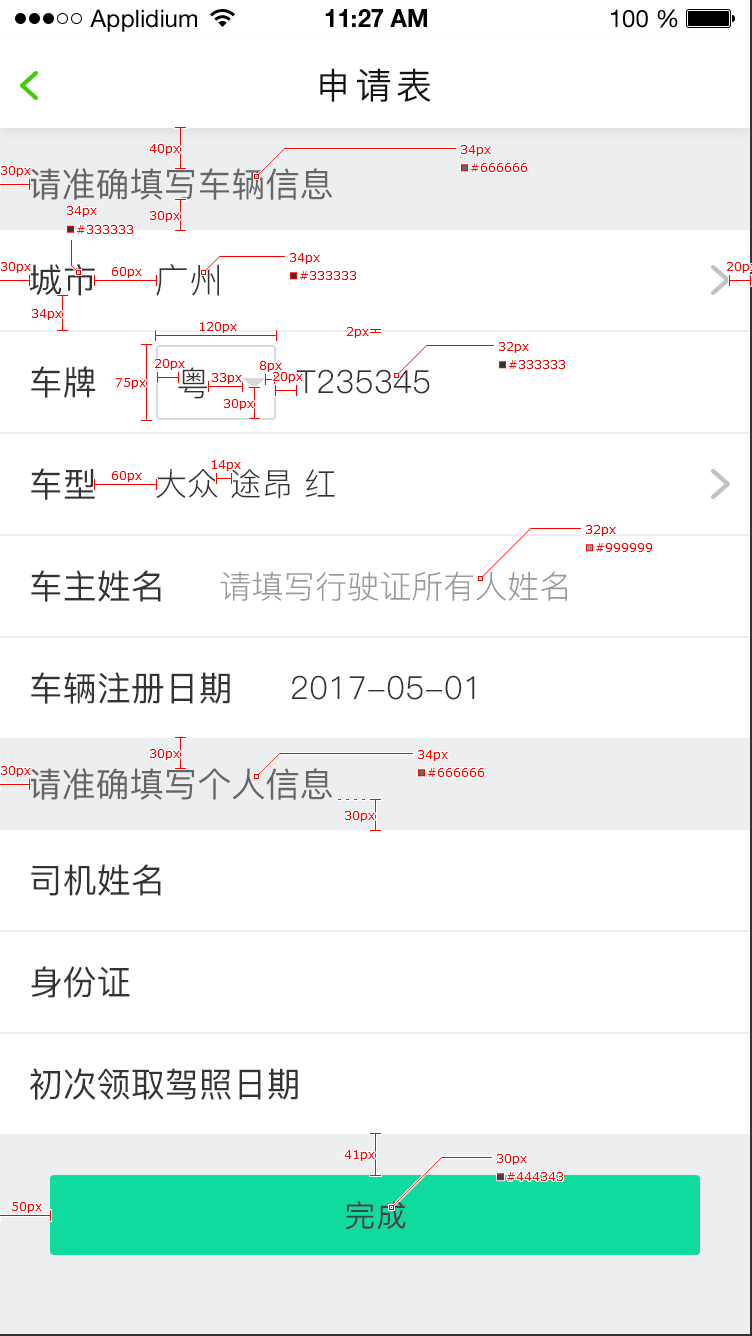 Applidium 11:27 AM 100 %
申请表
40px 34px
#666666
30px 请准确填写车辆信息
34px 30px
#333333
34px
#333333
30px 城市 60px 广州 20px
34px
120px 2px
32px
#333333
车牌 75px 20px 粤 33px 8px 20px T235345
30px
14px
车型 60px 大众 途昂 红
32px
#999999
车主姓名 请填写行驶证所有人姓名
车辆注册日期 2017-05-01
30px 34px
#666666
30px 请准确填写个人信息
30px
司机姓名
身份证
初次领取驾照日期
41px 30px
#444343
50px 完成